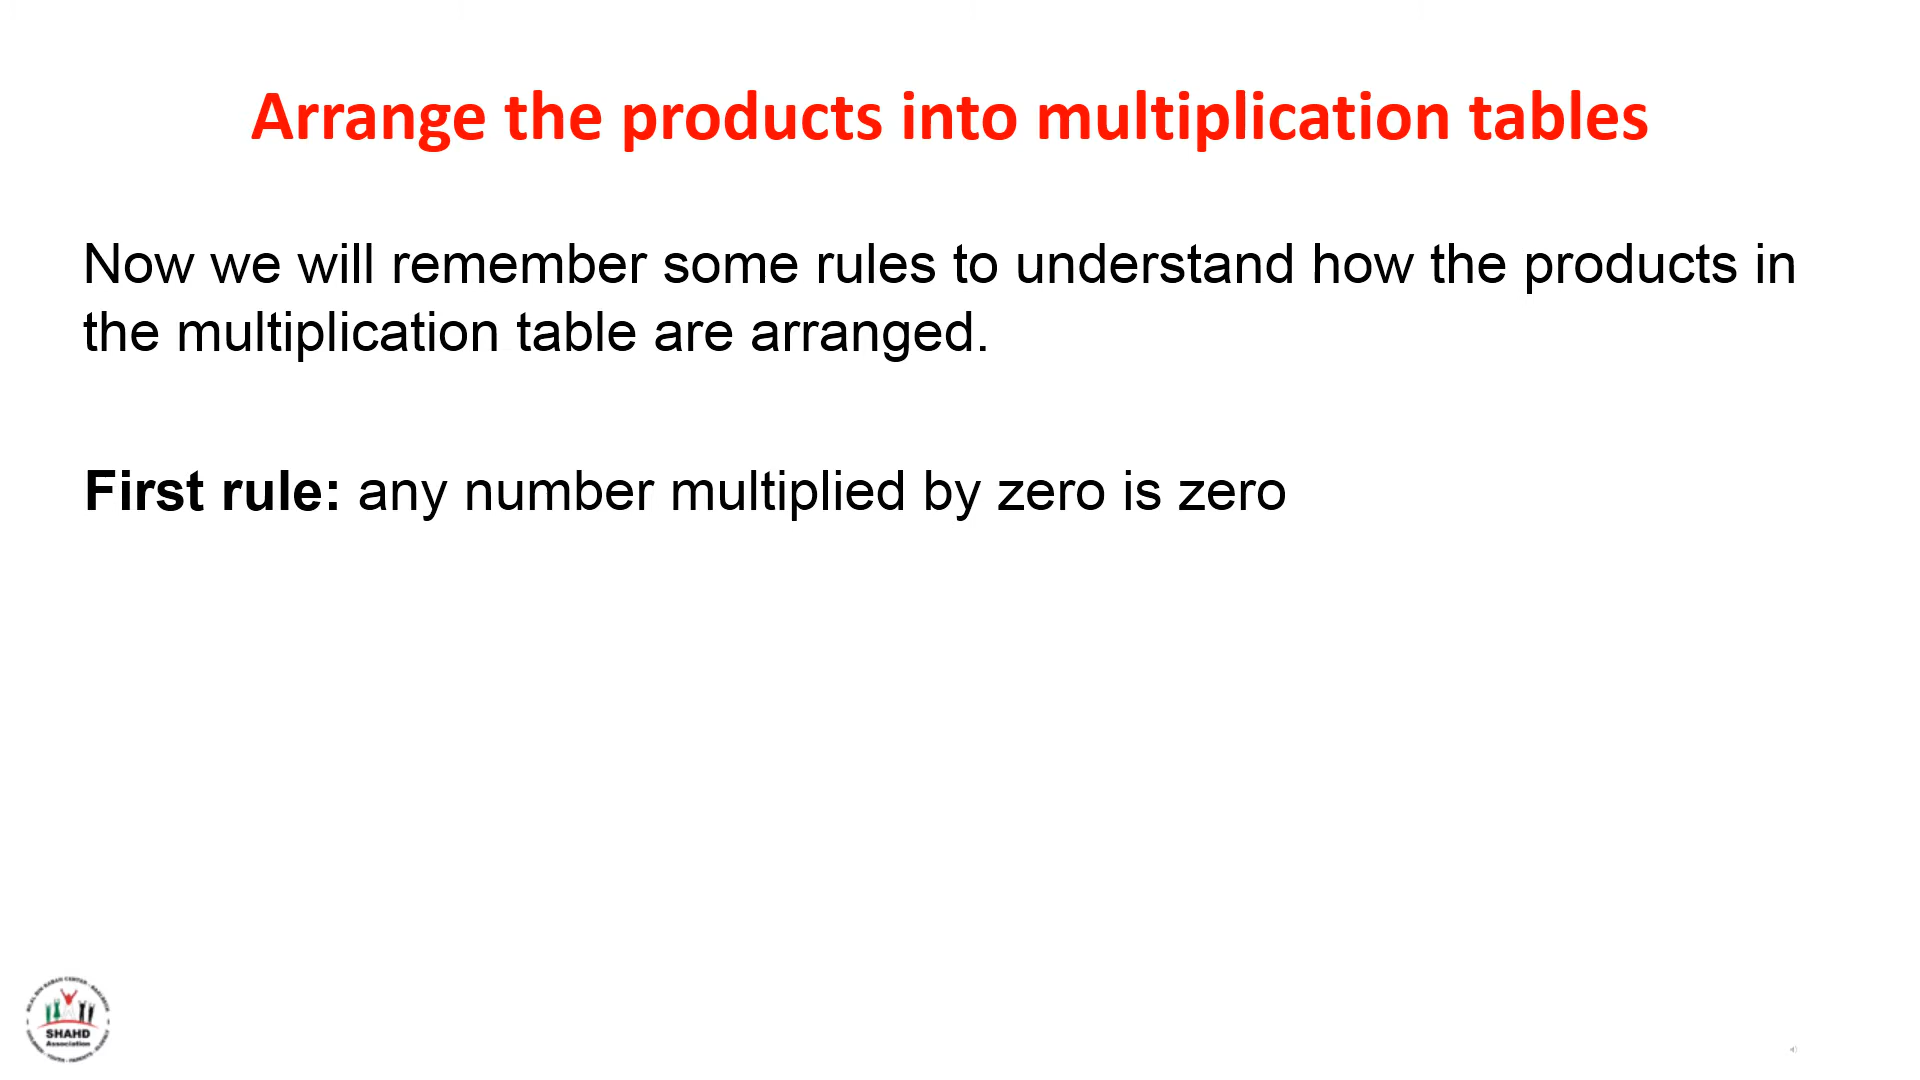 Arrange the products into multiplication tables
Now we will remember some rules to understand how the products in
the multiplication table are arranged.
First rule: any number multiplied by zero is zero
SHAHD
Association